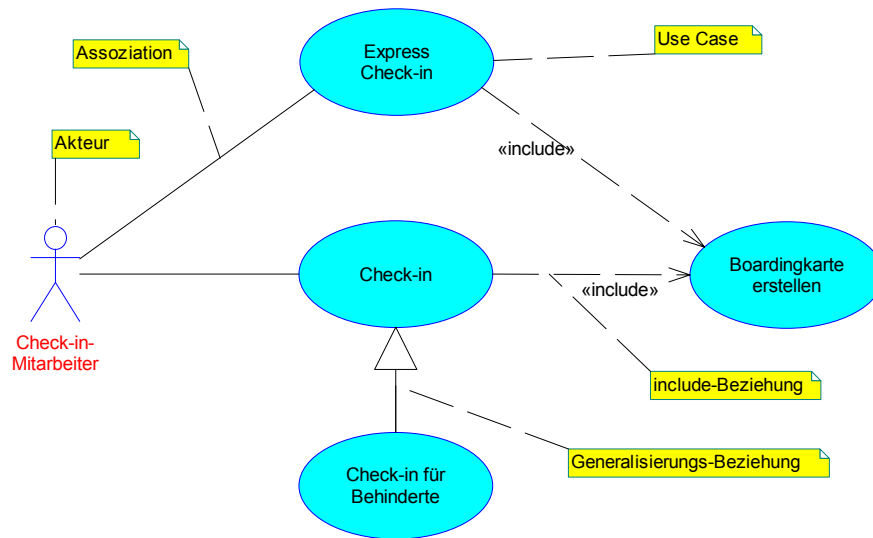 Assoziation
Express
Check-in
Use Case
Akteur
«include»
Check-in-
Mitarbeiter
Check-in
«include»
Boardingkarte
erstellen
include-Beziehung
Generalisierungs-Beziehung
Check-in für
Behinderte